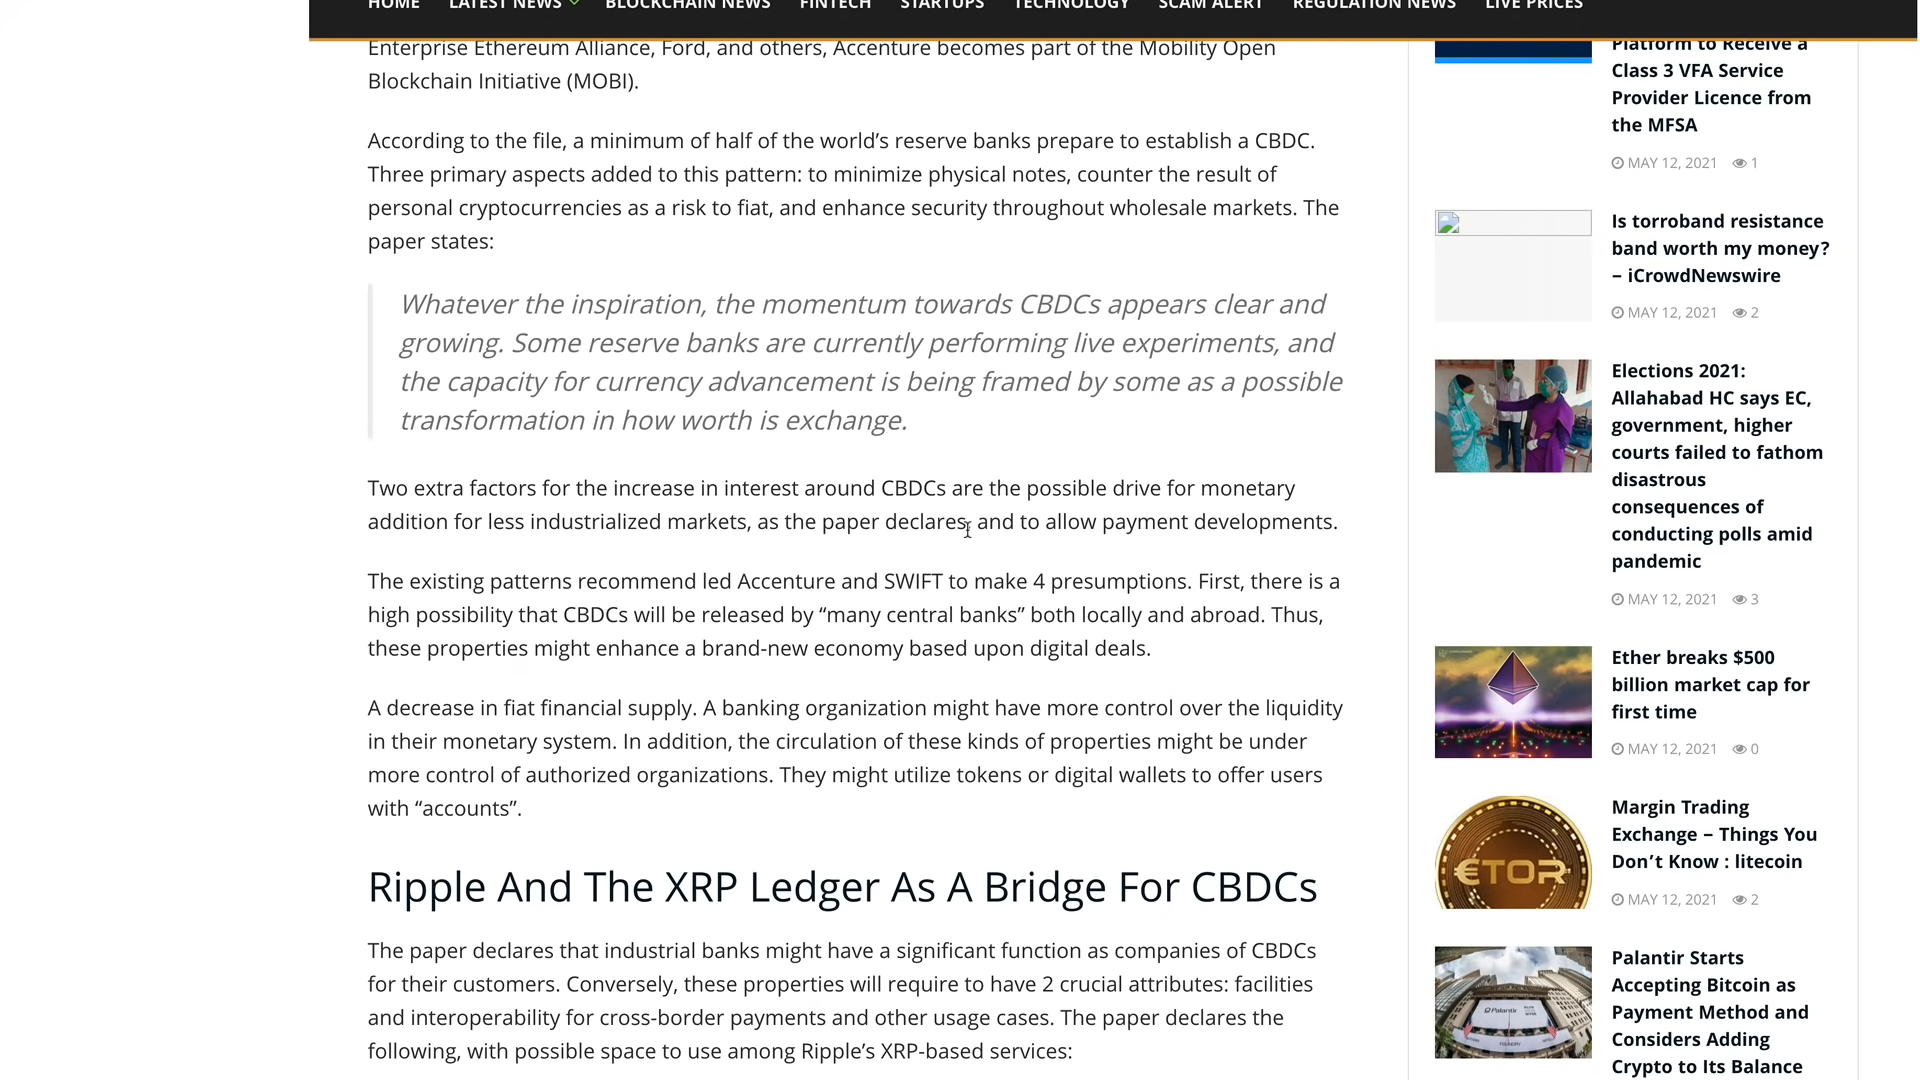 HOME LATEST NEWS BLOCKCHAIN NEWS FINTECH STARTUPS TECHNOLOGY SCAM ALERT REGULATION NEWS LIVE PRICES
Enterprise Ethereum Alliance, Ford, and others, Accenture becomes part of the Mobility Open
Blockchain Initiative (MOBI).
According to the file, a minimum of half of the world’s reserve banks prepare to establish a CBDC.
Three primary aspects added to this pattern: to minimize physical notes, counter the result of
personal cryptocurrencies as a risk to fiat, and enhance security throughout wholesale markets. The
paper states:
Whatever the inspiration, the momentum towards CBDCs appears clear and
growing. Some reserve banks are currently performing live experiments, and
the capacity for currency advancement is being framed by some as a possible
transformation in how worth is exchange.
Two extra factors for the increase in interest around CBDCs are the possible drive for monetary
addition for less industrialized markets, as the paper declares, and to allow payment developments.
The existing patterns recommend led Accenture and SWIFT to make 4 presumptions. First, there is a
high possibility that CBDCs will be released by “many central banks” both locally and abroad. Thus,
these properties might enhance a brand-new economy based upon digital deals.
A decrease in fiat financial supply. A banking organization might have more control over the liquidity
in their monetary system. In addition, the circulation of these kinds of properties might be under
more control of authorized organizations. They might utilize tokens or digital wallets to offer users
with “accounts”.
Ripple And The XRP Ledger As A Bridge For CBDCs
The paper declares that industrial banks might have a significant function as companies of CBDCs
for their customers. Conversely, these properties will require to have 2 crucial attributes: facilities
and interoperability for cross-border payments and other usage cases. The paper declares the
following, with possible space to use among Ripple’s XRP-based services:
Platform to Receive a
Class 3 VFA Service
Provider Licence from
the MFSA
MAY 12, 2021 1
Is torroband resistance
band worth my money?
– iCrowdNewswire
MAY 12, 2021 2
Elections 2021:
Allahabad HC says EC,
government, higher
courts failed to fathom
disastrous
consequences of
conducting polls amid
pandemic
MAY 12, 2021 3
Ether breaks $500
billion market cap for
first time
MAY 12, 2021 0
€TOR
Margin Trading
Exchange – Things You
Don’t Know : litecoin
MAY 12, 2021 2
Palantir
Palantir Starts
Accepting Bitcoin as
Payment Method and
Considers Adding
Crypto to Its Balance